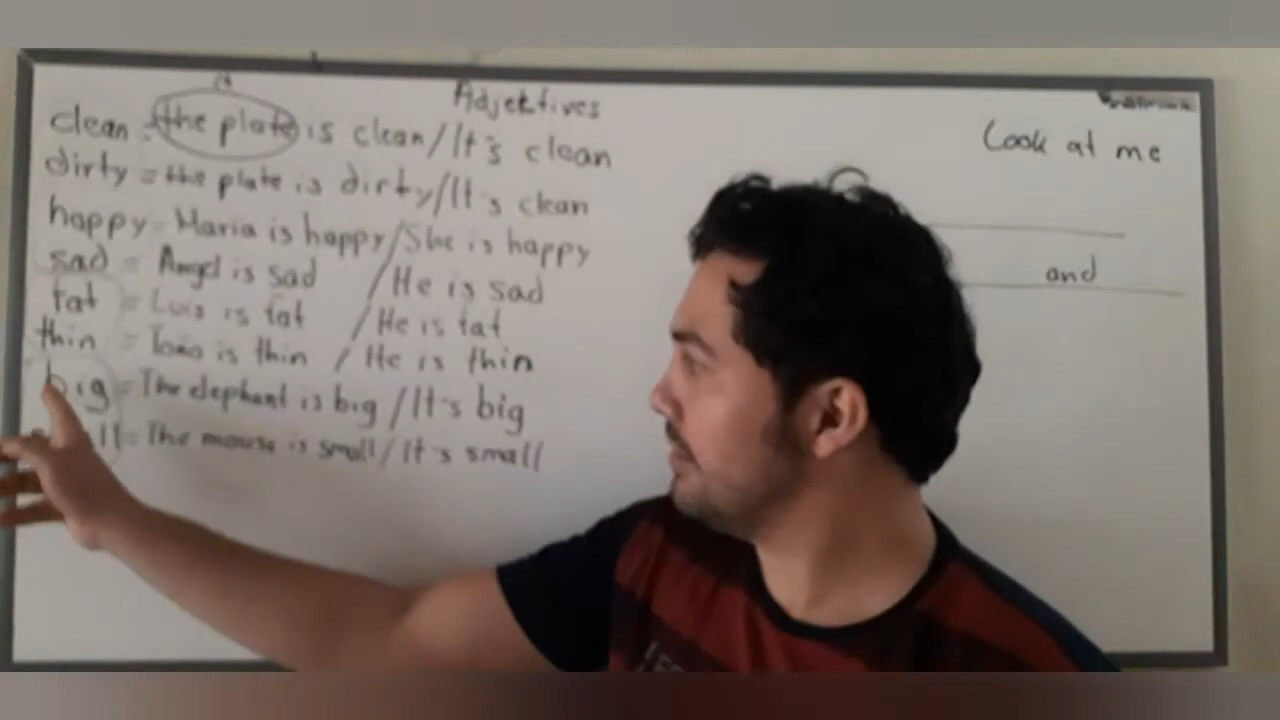 Adjectives
clean = the plate is clean/It's clean
dirty = the plate is dirty/It's clean
happy = Maria is happy/She is happy
sad = Angel is sad / He is sad
fat = Luis is fat / He is fat
thin = is thin / He is thin
big = The elephant is big / It's big
= The mouse is small / It's small
Look at me
and